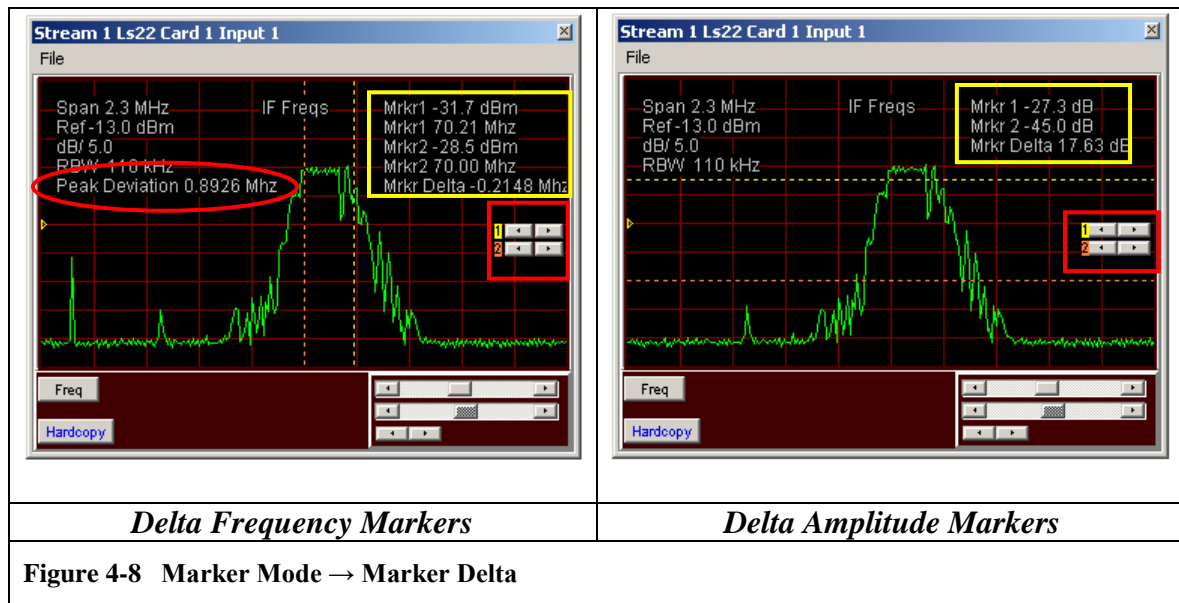 Stream 1 Ls22 Card 1 Input 1
File
Span 2.3 MHz
Ref-13.0 dBm
dB/ 5.0
RBW 110 kHz
Peak Deviation 0.8926 Mhz
IF Freqs
Mrkr1 -31.7 dBm
Mrkr1 70.21 Mhz
Mrkr2 -28.5 dBm
Mrkr2 70.00 Mhz
Mrkr Delta -0.2148 Mhz
1
2
Freq
Hardcopy
Delta Frequency Markers
Stream 1 Ls22 Card 1 Input 1
File
Span 2.3 MHz
Ref-13.0 dBm
dB/ 5.0
RBW 110 kHz
IF Freqs
Mrkr 1 -27.3 dB
Mrkr 2 -45.0 dB
Mrkr Delta 17.63 dB
1
2
Freq
Hardcopy
Delta Amplitude Markers
Figure 4-8 Marker Mode → Marker Delta